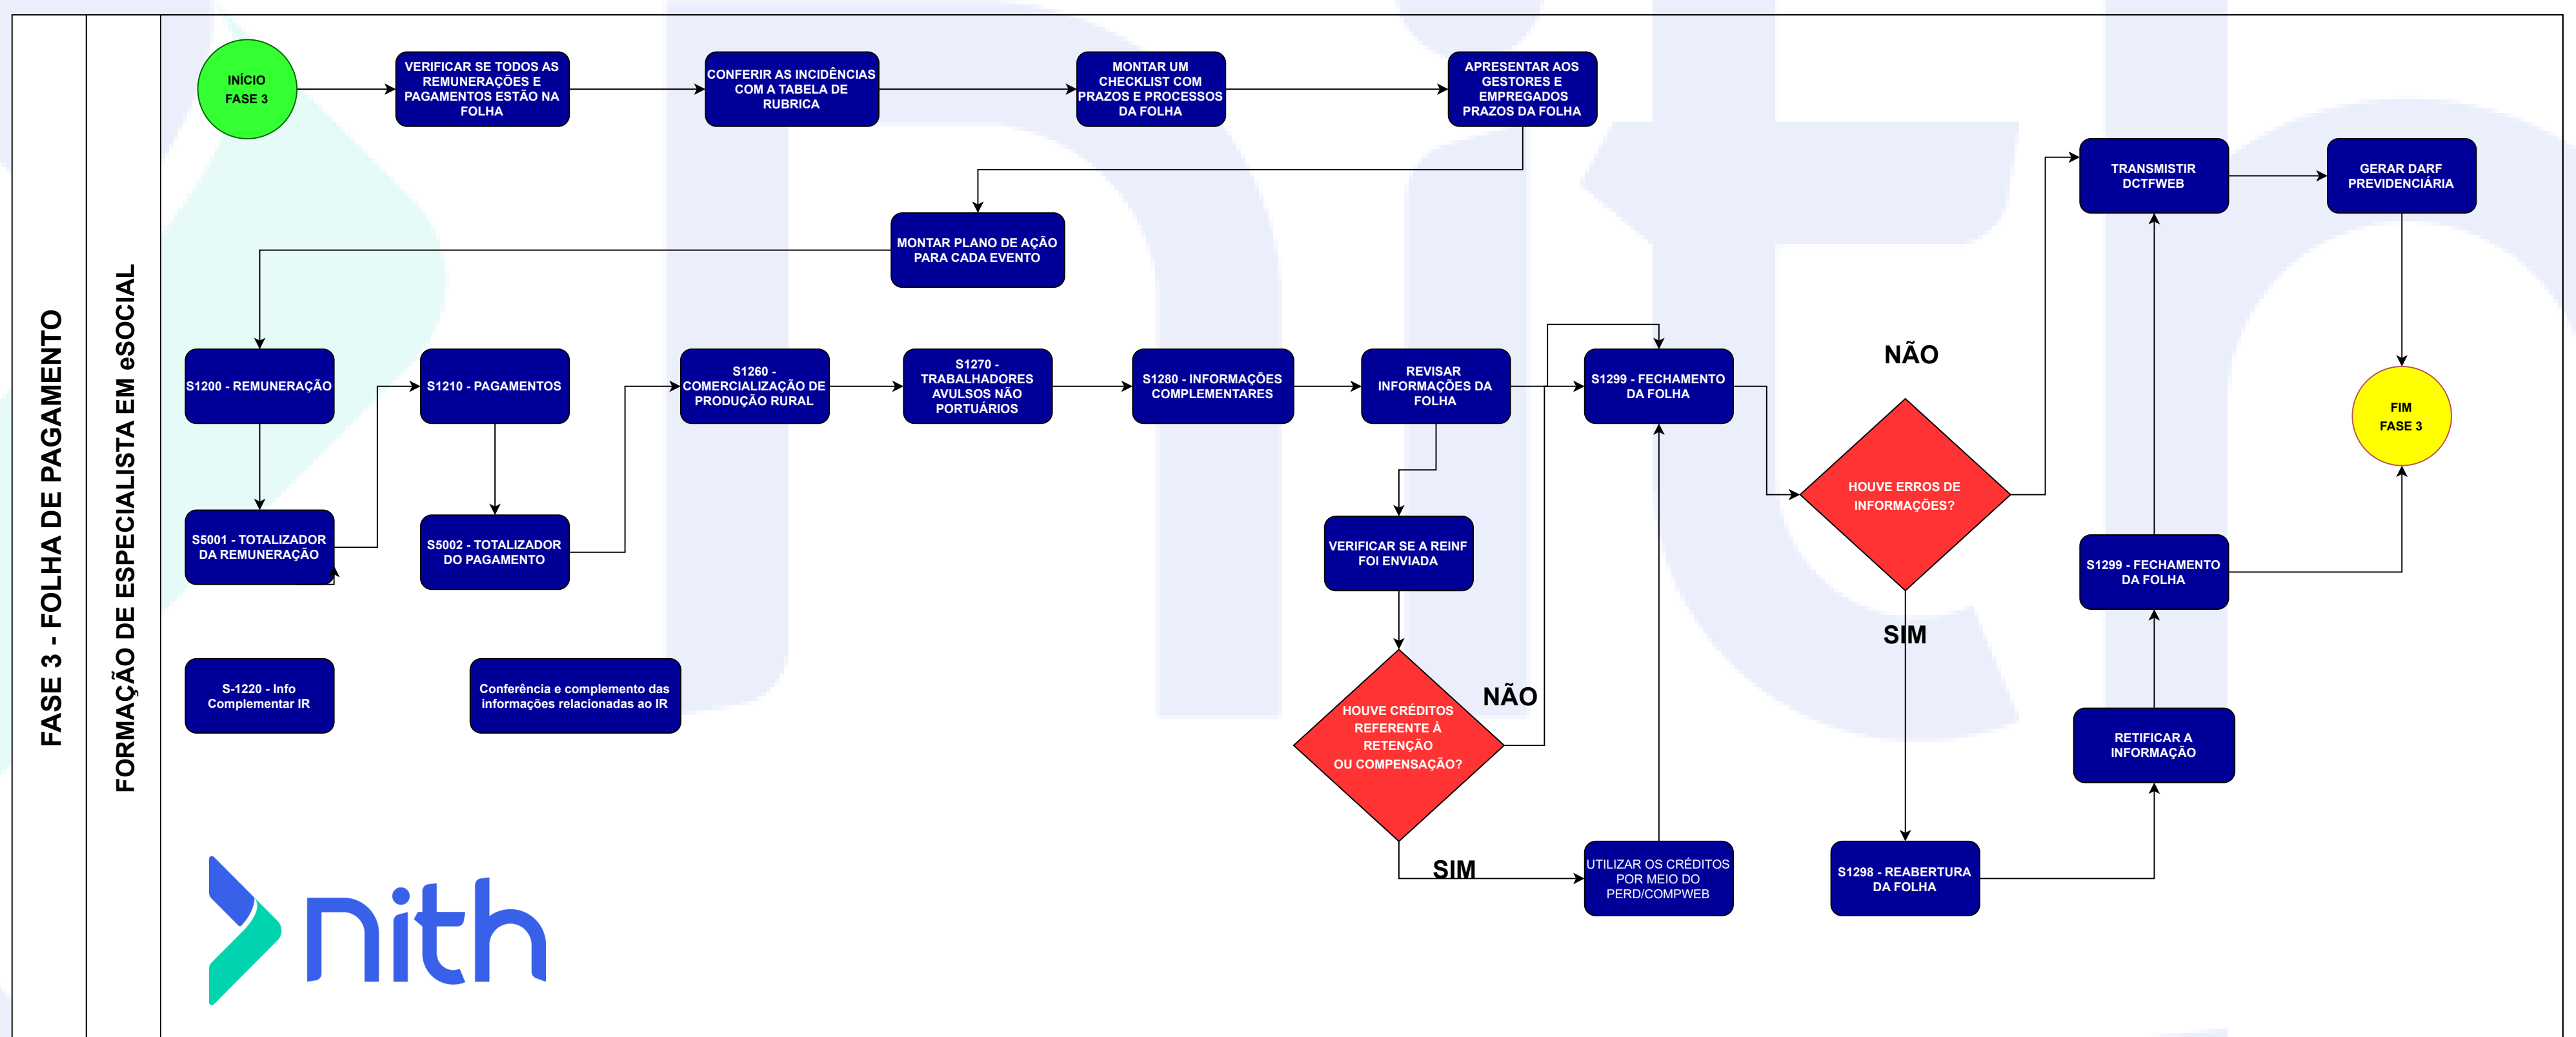 FASE 3 - FOLHA DE PAGAMENTO
FORMAÇÃO DE ESPECIALISTA EM eSOCIAL
INÍCIO
FASE 3
VERIFICAR SE TODOS AS
REMUNERAÇÕES E
PAGAMENTOS ESTÃO NA
FOLHA
CONFERIR AS INCIDÊNCIAS
COM A TABELA DE
RUBRICA
MONTAR UM
CHECKLIST COM
PRAZOS E PROCESSOS
DA FOLHA
APRESENTAR AOS
GESTORES E
EMPREGADOS
PRAZOS DA FOLHA
MONTAR PLANO DE AÇÃO
PARA CADA EVENTO
S1200 - REMUNERAÇÃO
S5001 - TOTALIZADOR
DA REMUNERAÇÃO
S1210 - PAGAMENTOS
S5002 - TOTALIZADOR
DO PAGAMENTO
S1260 -
COMERCIALIZAÇÃO DE
PRODUÇÃO RURAL
S1270 -
TRABALHADORES
AVULSOS NÃO
PORTUÁRIOS
S1280 - INFORMAÇÕES
COMPLEMENTARES
REVISAR
INFORMAÇÕES DA
FOLHA
VERIFICAR SE A REINF
FOI ENVIADA
HOUVE CRÉDITOS
REFERENTE À
RETENÇÃO
OU COMPENSAÇÃO?
NÃO
SIM
UTILIZAR OS CRÉDITOS
POR MEIO DO
PERD/COMPWEB
S1299 - FECHAMENTO
DA FOLHA
HOUVE ERROS DE
INFORMAÇÕES?
NÃO
SIM
S1298 - REABERTURA
DA FOLHA
RETIFICAR A
INFORMAÇÃO
S1299 - FECHAMENTO
DA FOLHA
TRANSMISTIR
DCTFWEB
GERAR DARF
PREVIDENCIÁRIA
FIM
FASE 3
S-1220 - Info
Complementar IR
Conferência e complemento das
informações relacionadas ao IR
nith